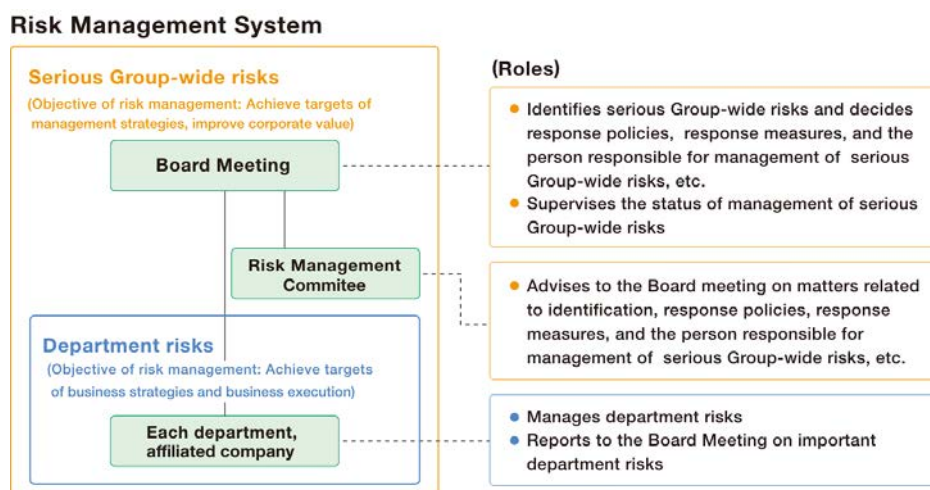 Risk Management System
Serious Group-wide risks
(Objective of risk management: Achieve targets of
management strategies, improve corporate value)
Board Meeting
Risk Management
Commitee
Department risks
(Objective of risk management: Achieve targets
of business strategies and business execution)
Each department,
affiliated company
(Roles)
Identifies serious Group-wide risks and decides
response policies, response measures, and the
person responsible for management of serious
Group-wide risks, etc.
Supervises the status of management of serious
Group-wide risks
Advises to the Board meeting on matters related
to identification, response policies, response
measures, and the person responsible for
management of serious Group-wide risks, etc.
Manages department risks
Reports to the Board Meeting on important
department risks